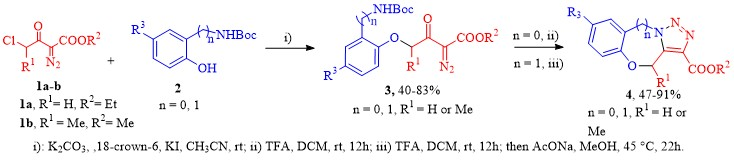 Cl
O
CO₂R²
R¹
N₂
1a-b
1a, R¹= H, R²= Et
1b, R¹= Me, R²= Me
+
R³
( )n
NHBoc
OH
2
n = 0, 1
i)
NHBoc
( )n
R³
O
O
CO₂R²
R¹
N₂
3, 40-83%
n = 0, 1, R¹ = H or Me
n = 0, ii)
n = 1, iii)
R₃
( )n
N
N
N
O
R¹
CO₂R²
4, 47-91%
n = 0, 1, R¹ = H or
Me
i): K₂CO₃, ,18-crown-6, KI, CH₃CN, rt; ii) TFA, DCM, rt, 12h; iii) TFA, DCM, rt, 12h; then AcONa, MeOH, 45 °C, 22h.